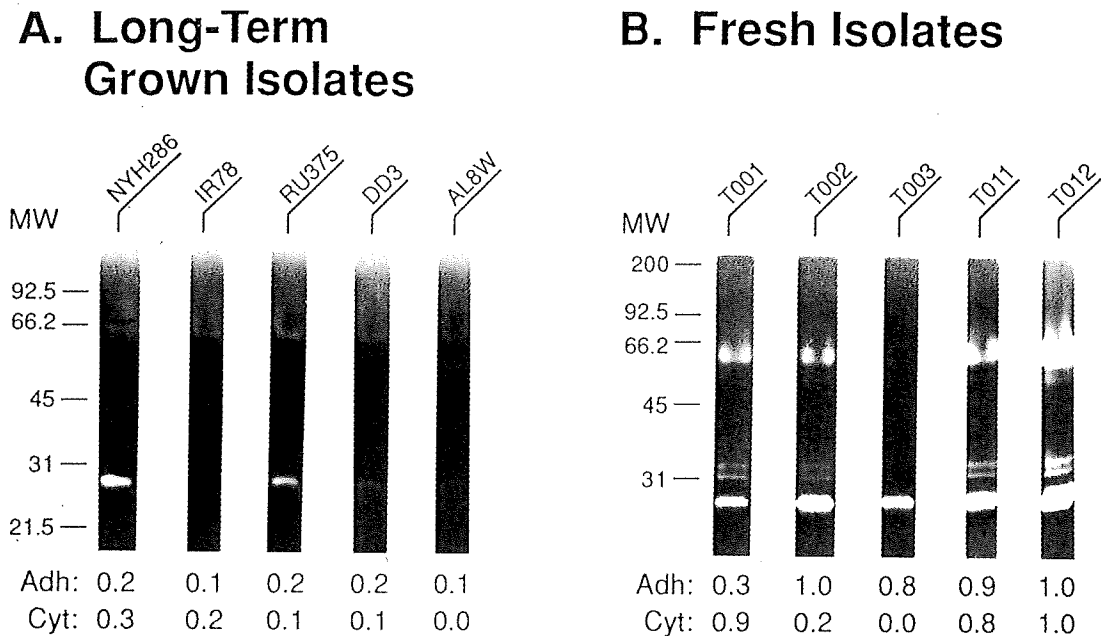 A. Long-Term
Grown Isolates
NYH286 IR78 RU375 DD3 AL8W
MW
92.5
66.2
45
31
21.5
Adh: 0.2 0.1 0.2 0.2 0.1
Cyt: 0.3 0.2 0.1 0.1 0.0
B. Fresh Isolates
T001 T002 T003 T011 T012
MW
200
92.5
66.2
45
31
Adh: 0.3 1.0 0.8 0.9 1.0
Cyt: 0.9 0.2 0.0 0.8 1.0